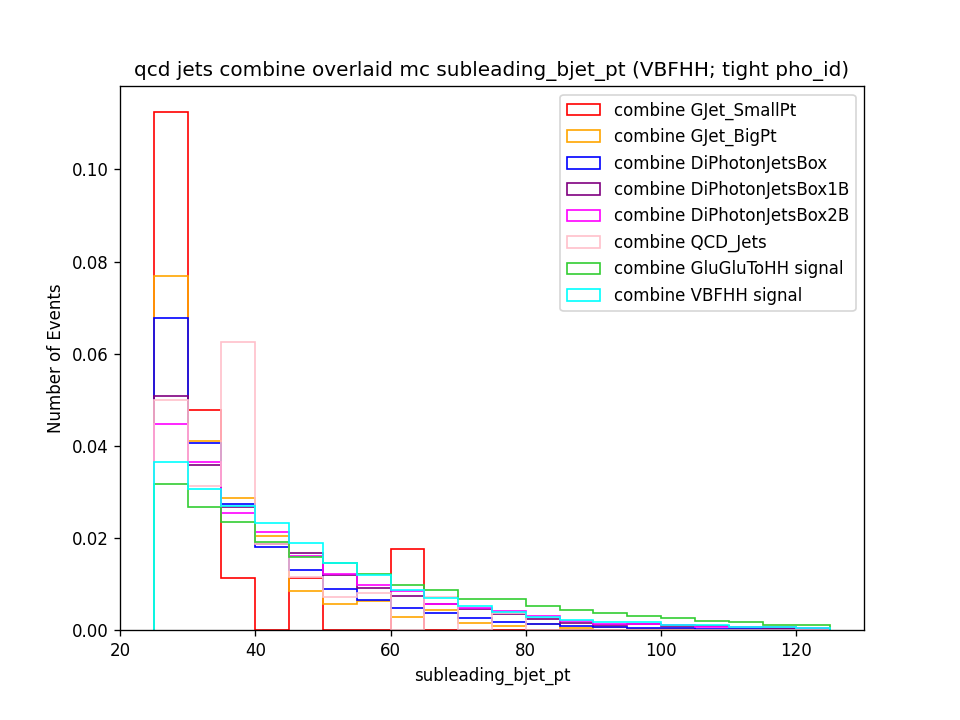 qcd jets combine overlaid mc subleading_bjet_pt (VBFHH; tight pho_id)
combine GJet_SmallPt
combine GJet_BigPt
combine DiPhotonJetsBox
combine DiPhotonJetsBox1B
combine DiPhotonJetsBox2B
combine QCD_Jets
combine GluGluToHH signal
combine VBFHH signal
Number of Events
0.10
0.08
0.06
0.04
0.02
0.00
20 40 60 80 100 120
subleading_bjet_pt